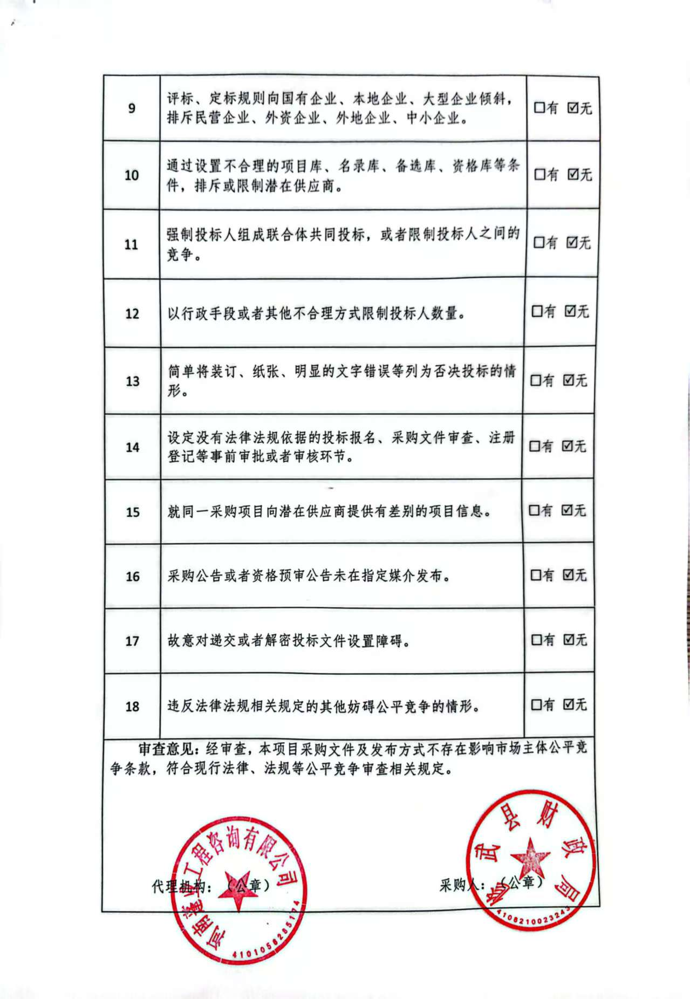 9
评标、定标规则向国有企业、本地企业、大型企业倾斜，
排斥民营企业、外资企业、外地企业、中小企业。
□有 ☑无
10
通过设置不合理的项目库、名录库、备选库、资格库等条
件，排斥或限制潜在供应商。
□有 ☑无
11
强制投标人组成联合体共同投标，或者限制投标人之间的
竞争。
□有 ☑无
12
以行政手段或者其他不合理方式限制投标人数量。
□有 ☑无
13
简单将装订、纸张、明显的文字错误等列为否决投标的情
形。
□有 ☑无
14
设定没有法律法规依据的投标报名、采购文件审查、注册
登记等事前审批或者审核环节。
□有 ☑无
15
就同一采购项目向潜在供应商提供有差别的项目信息。
□有 ☑无
16
采购公告或者资格预审公告未在指定媒介发布。
□有 ☑无
17
故意对递交或者解密投标文件设置障碍。
□有 ☑无
18
违反法律法规相关规定的其他妨碍公平竞争的情形。
□有 ☑无
审查意见：经审查，本项目采购文件及发布方式不存在影响市场主体公平竞
争条款，符合现行法律、法规等公平竞争审查相关规定。
代理机构：（公章）
河南建 工程咨询有限公司
4101056285174
采购人：（公章）
修武县财政局
4108210023243